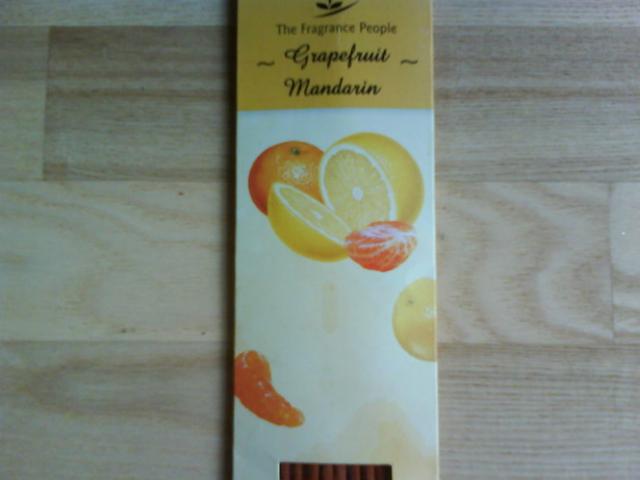 The Fragrance People
~ Grapefruit ~
Mandarin